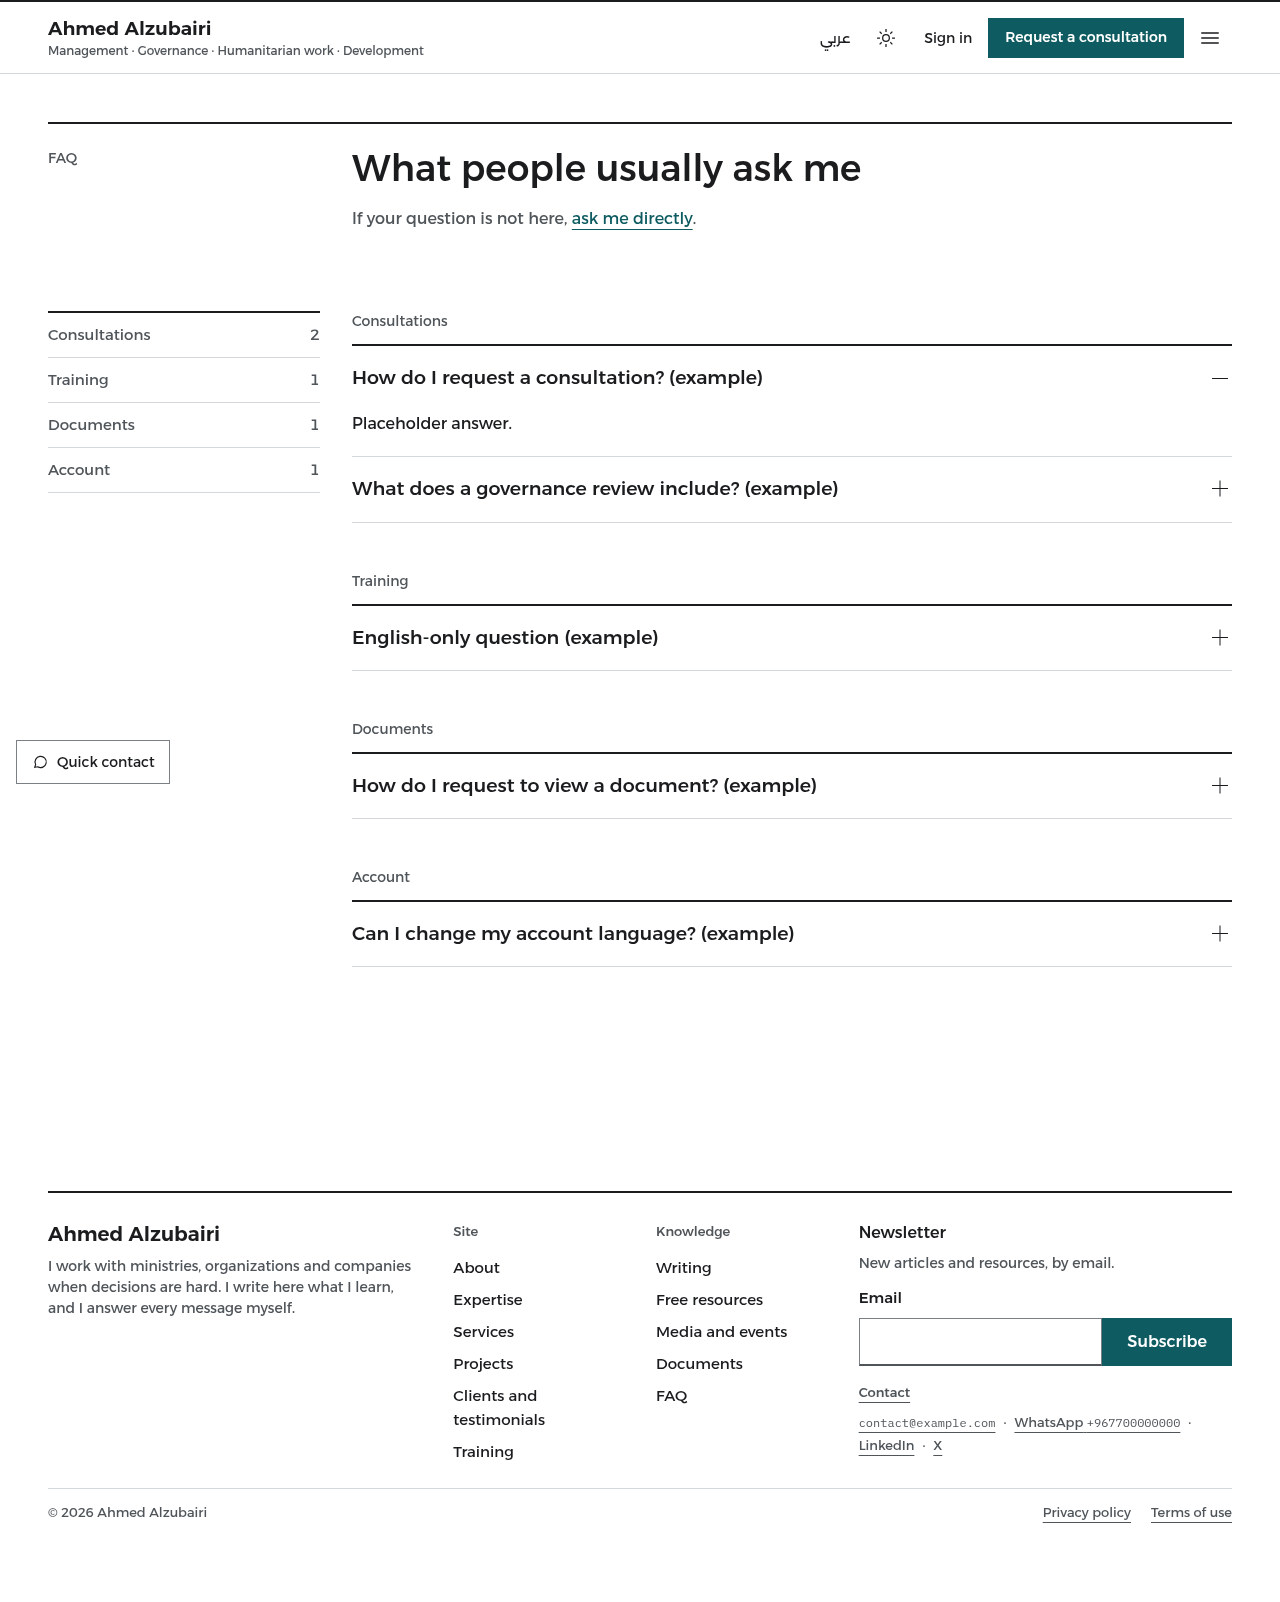 Ahmed Alzubairi
Management · Governance · Humanitarian work · Development
عربي
Sign in
Request a consultation
FAQ
What people usually ask me
If your question is not here, ask me directly.
Consultations 2
Training 1
Documents 1
Account 1
Consultations
How do I request a consultation? (example)
Placeholder answer.
What does a governance review include? (example)
Training
English-only question (example)
Documents
How do I request to view a document? (example)
Account
Can I change my account language? (example)
Quick contact
Ahmed Alzubairi
I work with ministries, organizations and companies
when decisions are hard. I write here what I learn,
and I answer every message myself.
Site
About
Expertise
Services
Projects
Clients and
testimonials
Training
Knowledge
Writing
Free resources
Media and events
Documents
FAQ
Newsletter
New articles and resources, by email.
Email
Subscribe
Contact
contact@example.com · WhatsApp +967700000000 ·
LinkedIn · X
© 2026 Ahmed Alzubairi
Privacy policy
Terms of use